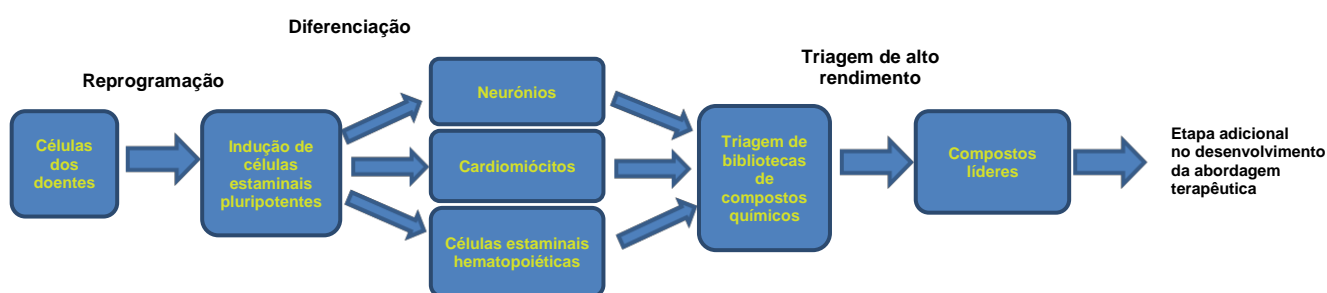 Diferenciação
Reprogramação
Triagem de alto
rendimento
Células
dos
doentes
Indução de
células
estaminais
pluripotentes
Neurónios
Cardiomiócitos
Células estaminais
hematopoiéticas
Triagem de
bibliotecas
de
compostos
químicos
Compostos
líderes
Etapa adicional
no desenvolvimento
da abordagem
terapêutica